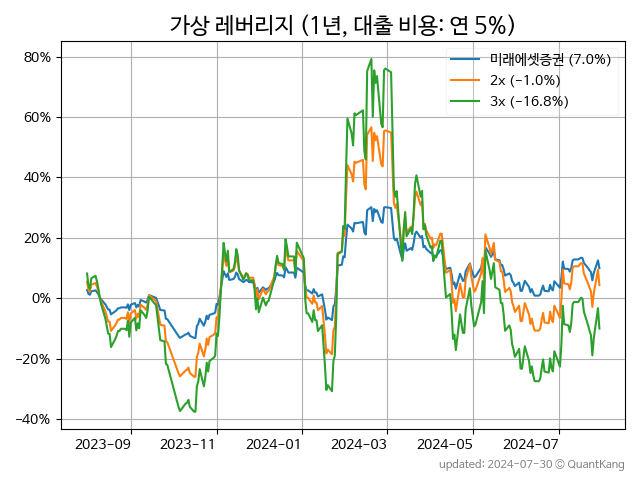 가상 레버리지 (1년, 대출 비용: 연 5%)
미래에셋증권 (7.0%)
2x (−1.0%)
3x (−16.8%)
80%
60%
40%
20%
0%
−20%
−40%
2023-09
2023-11
2024-01
2024-03
2024-05
2024-07
updated: 2024-07-30 © QuantKang